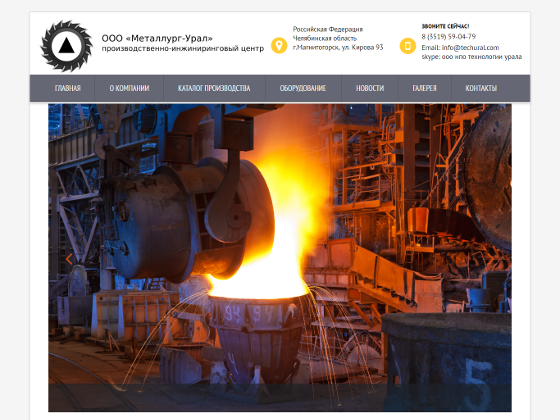 ООО «Металлург-Урал»
производственно-инжиниринговый центр
Российская Федерация
Челябинская область
г.Магнитогорск, ул. Кирова 93
ЗВОНИТЕ СЕЙЧАС!
8 (3519) 59-04-79
Email: info@techural.com
skype: ооо нпо технологии урала
ГЛАВНАЯ О КОМПАНИИ КАТАЛОГ ПРОИЗВОДСТВА ОБОРУДОВАНИЕ НОВОСТИ ГАЛЕРЕЯ КОНТАКТЫ
5